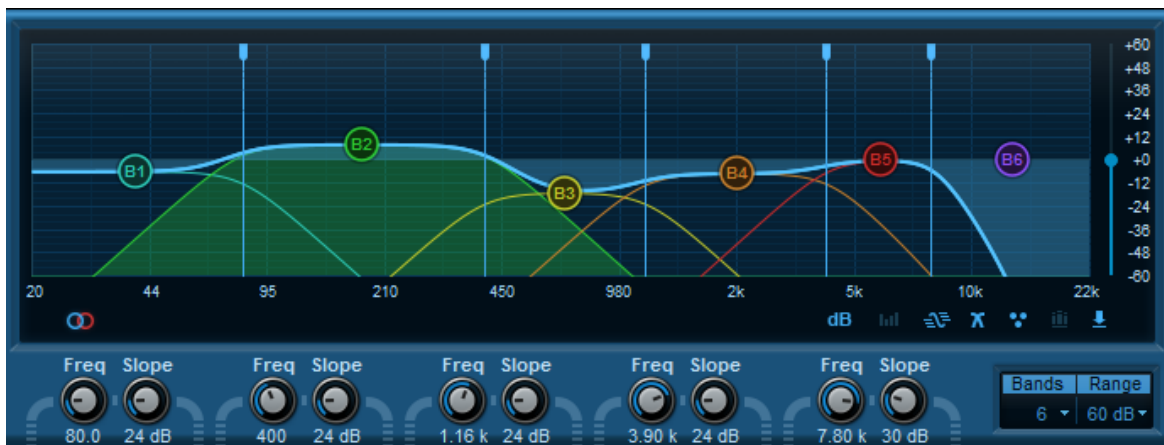 +60
+48
+36
+24
+12
+0
-12
-24
-36
-48
-60
B1 B2 B3 B4 B5 B6
20 44 95 210 450 980 2k 5k 10k 22k
dB
Freq Slope Freq Slope Freq Slope Freq Slope Freq Slope
80.0 24 dB 400 24 dB 1.16 k 24 dB 3.90 k 24 dB 7.80 k 30 dB
Bands Range
6 60 dB